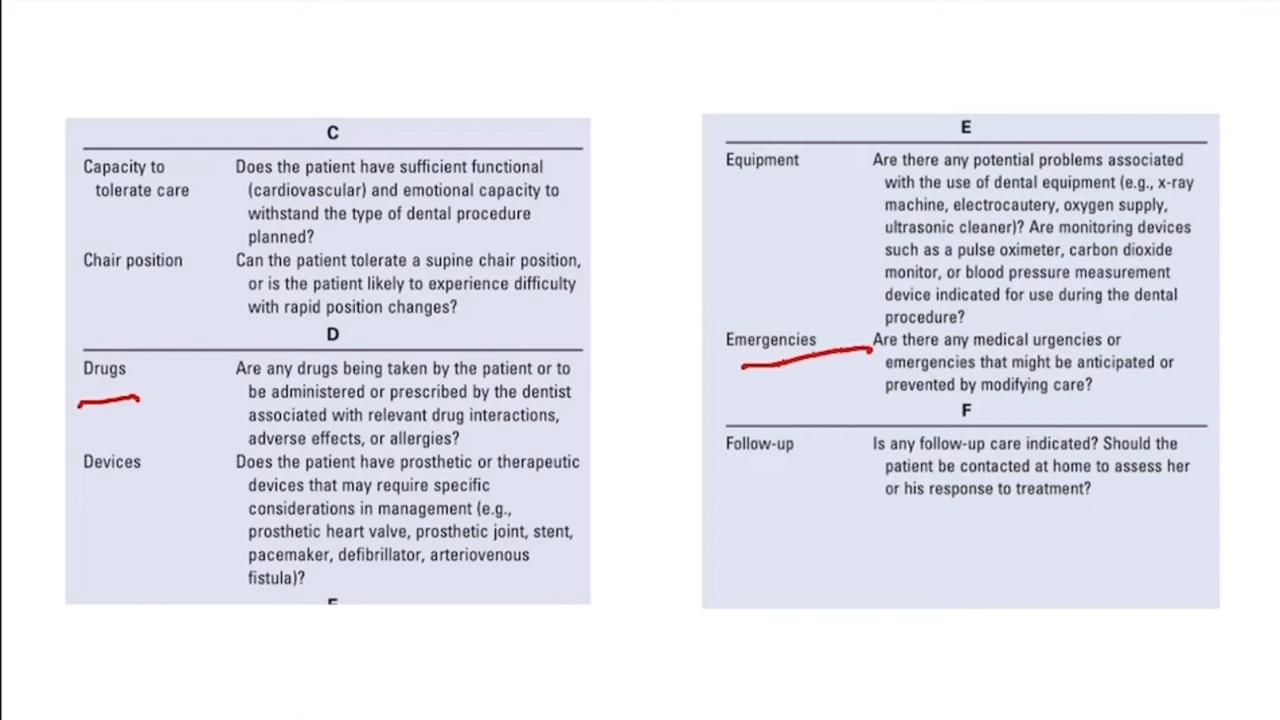 C
Capacity to tolerate care
Does the patient have sufficient functional
(cardiovascular) and emotional capacity to
withstand the type of dental procedure
planned?
Chair position
Can the patient tolerate a supine chair position,
or is the patient likely to experience difficulty
with rapid position changes?
D
Drugs
Are any drugs being taken by the patient or to
be administered or prescribed by the dentist
associated with relevant drug interactions,
adverse effects, or allergies?
Devices
Does the patient have prosthetic or therapeutic
devices that may require specific
considerations in management (e.g.,
prosthetic heart valve, prosthetic joint, stent,
pacemaker, defibrillator, arteriovenous
fistula)?
E
Equipment
Are there any potential problems associated
with the use of dental equipment (e.g., x-ray
machine, electrocautery, oxygen supply,
ultrasonic cleaner)? Are monitoring devices
such as a pulse oximeter, carbon dioxide
monitor, or blood pressure measurement
device indicated for use during the dental
procedure?
Emergencies
Are there any medical urgencies or
emergencies that might be anticipated or
prevented by modifying care?
F
Follow-up
Is any follow-up care indicated? Should the
patient be contacted at home to assess her
or his response to treatment?